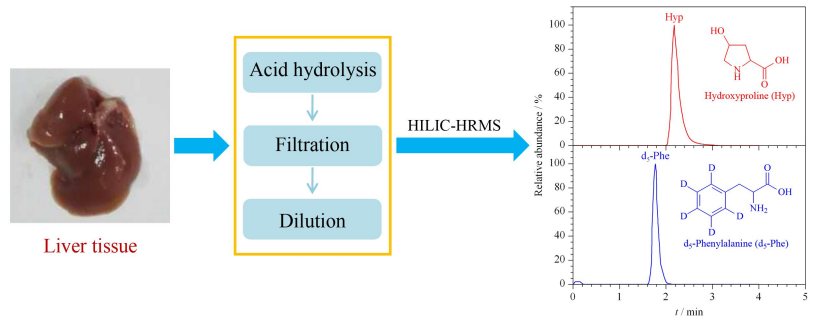 Liver tissue
Acid hydrolysis
Filtration
Dilution
HILIC-HRMS
Relative abundance / %
100
80
60
40
20
0
Hyp
HO
OH
NH
O
Hydroxyproline (Hyp)
100
80
60
40
20
0
d₅-Phe
D
D
D
D
D
O
OH
NH₂
d₅-Phenylalanine (d₅-Phe)
0 1 2 3 4 5
t / min